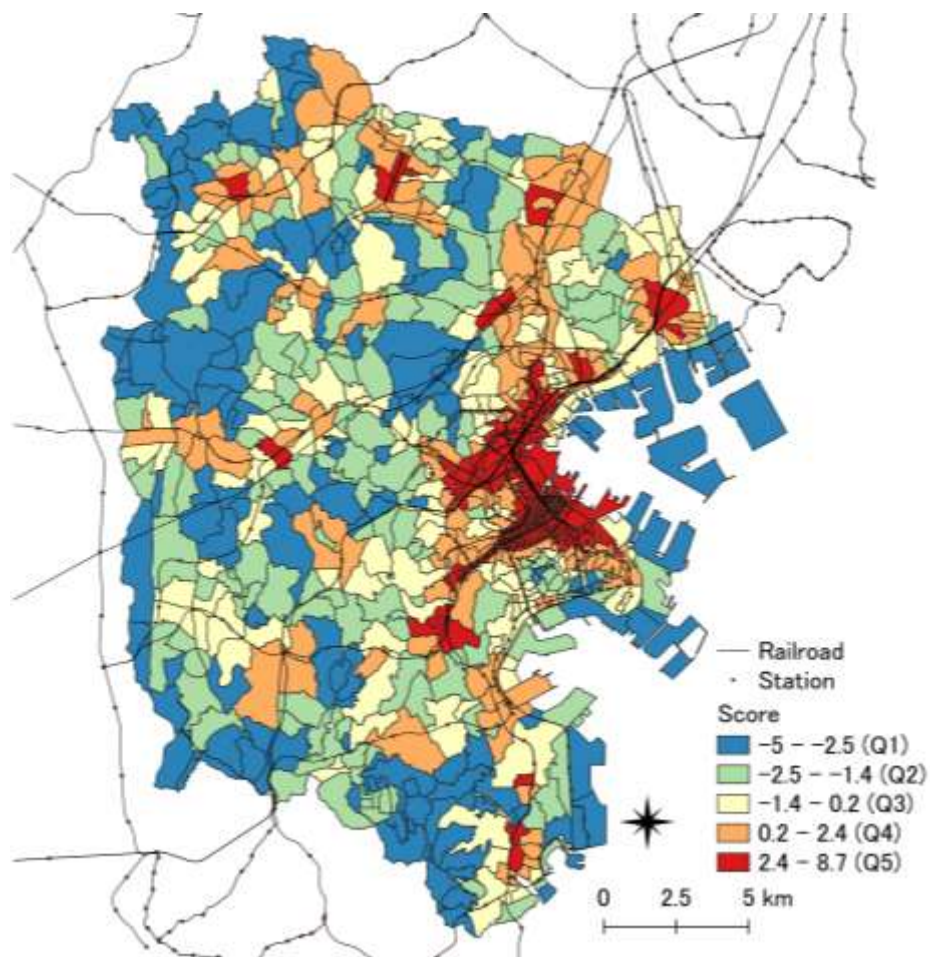 Railroad
Station
Score
-5 - -2.5 (Q1)
-2.5 - -1.4 (Q2)
-1.4 - 0.2 (Q3)
0.2 - 2.4 (Q4)
2.4 - 8.7 (Q5)
0 2.5 5 km